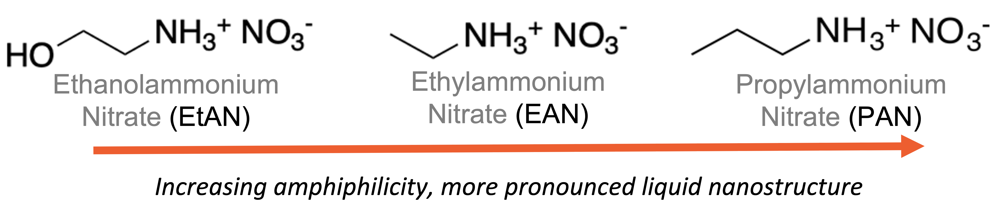 HO NH₃⁺ NO₃⁻
Ethanolammonium
Nitrate (EtAN)
NH₃⁺ NO₃⁻
Ethylammonium
Nitrate (EAN)
NH₃⁺ NO₃⁻
Propylammonium
Nitrate (PAN)
Increasing amphiphilicity, more pronounced liquid nanostructure